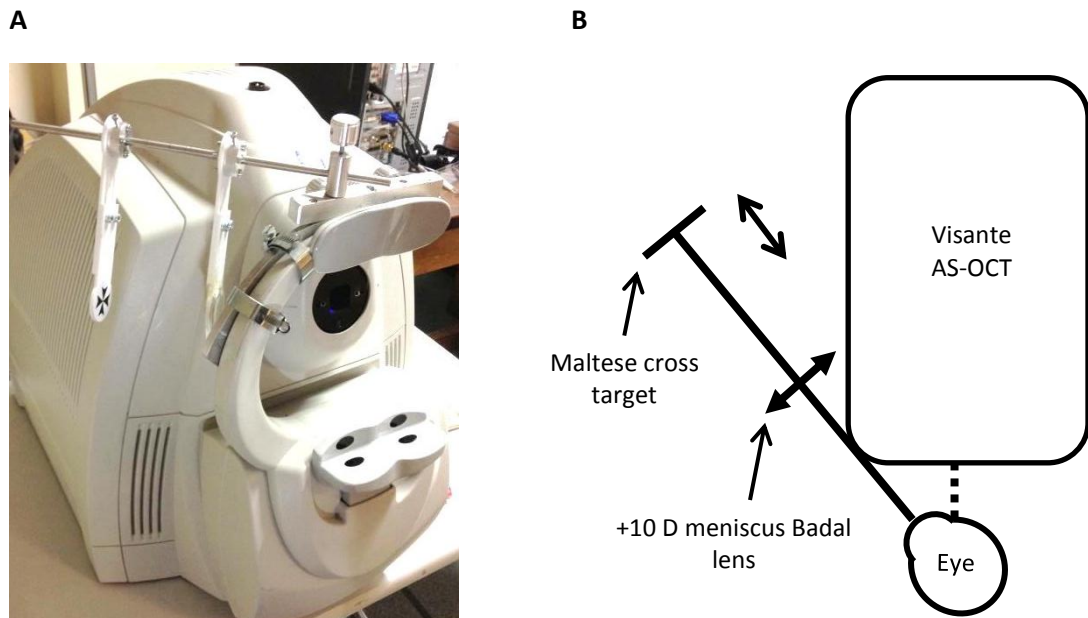 A
B
Visante
AS-OCT
Maltese cross
target
+10 D meniscus Badal
lens
Eye